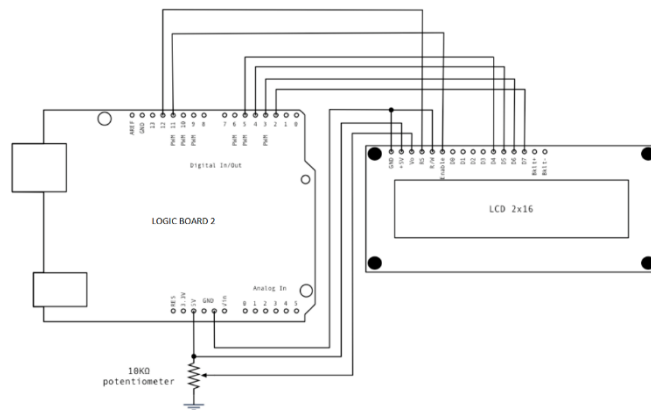 AREF
GND
13
12
11
10
9
8
7
6
5
4
3
2
1
0
PWM
PWM
PWM
PWM
PWM
PWM
Digital In/Out
LOGIC BOARD 2
Analog In
RES
3.3V
5V
GND
Vin
0
1
2
3
4
5
10KΩ
potentiometer
GND
+5V
Vo
RS
R/W
Enable
D0
D1
D2
D3
D4
D5
D6
D7
Bklt+
Bklt-
LCD 2x16